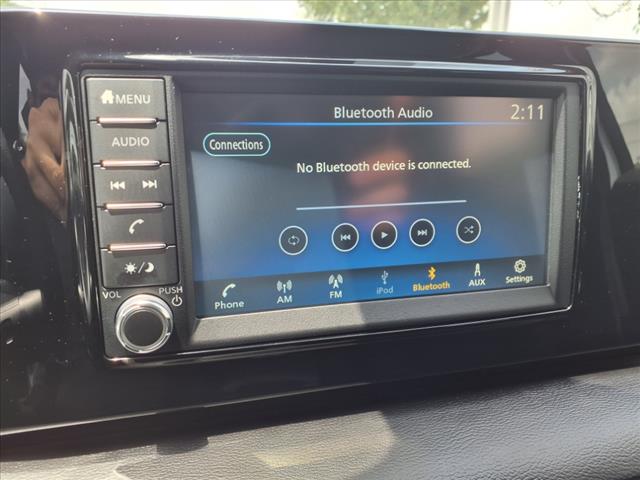 MENU
AUDIO
VOL
PUSH
Bluetooth Audio
2:11
Connections
No Bluetooth device is connected.
Phone
AM
FM
iPod
Bluetooth
AUX
Settings